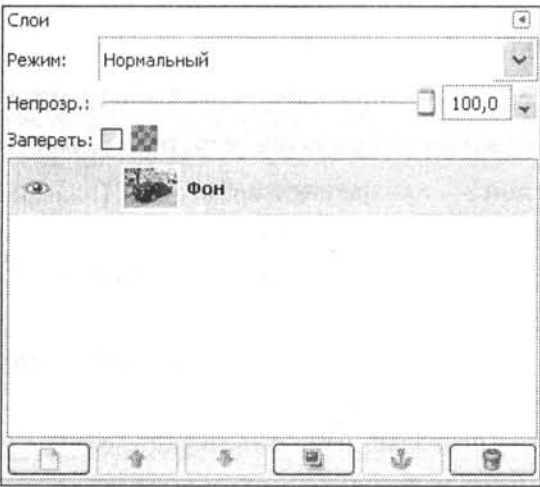 Слои
Режим: Нормальный
Непрозр.: 100,0
Запереть:
Фон